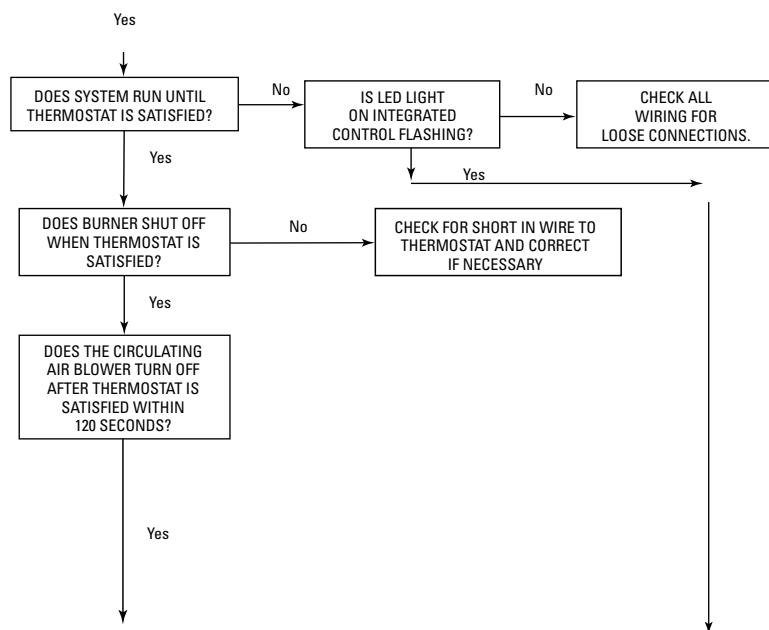 Yes
DOES SYSTEM RUN UNTIL
THERMOSTAT IS SATISFIED?
No
IS LED LIGHT
ON INTEGRATED
CONTROL FLASHING?
No
CHECK ALL
WIRING FOR
LOOSE CONNECTIONS.
Yes
Yes
DOES BURNER SHUT OFF
WHEN THERMOSTAT IS
SATISFIED?
No
CHECK FOR SHORT IN WIRE TO
THERMOSTAT AND CORRECT
IF NECESSARY
Yes
DOES THE CIRCULATING
AIR BLOWER TURN OFF
AFTER THERMOSTAT IS
SATISFIED WITHIN
120 SECONDS?
Yes